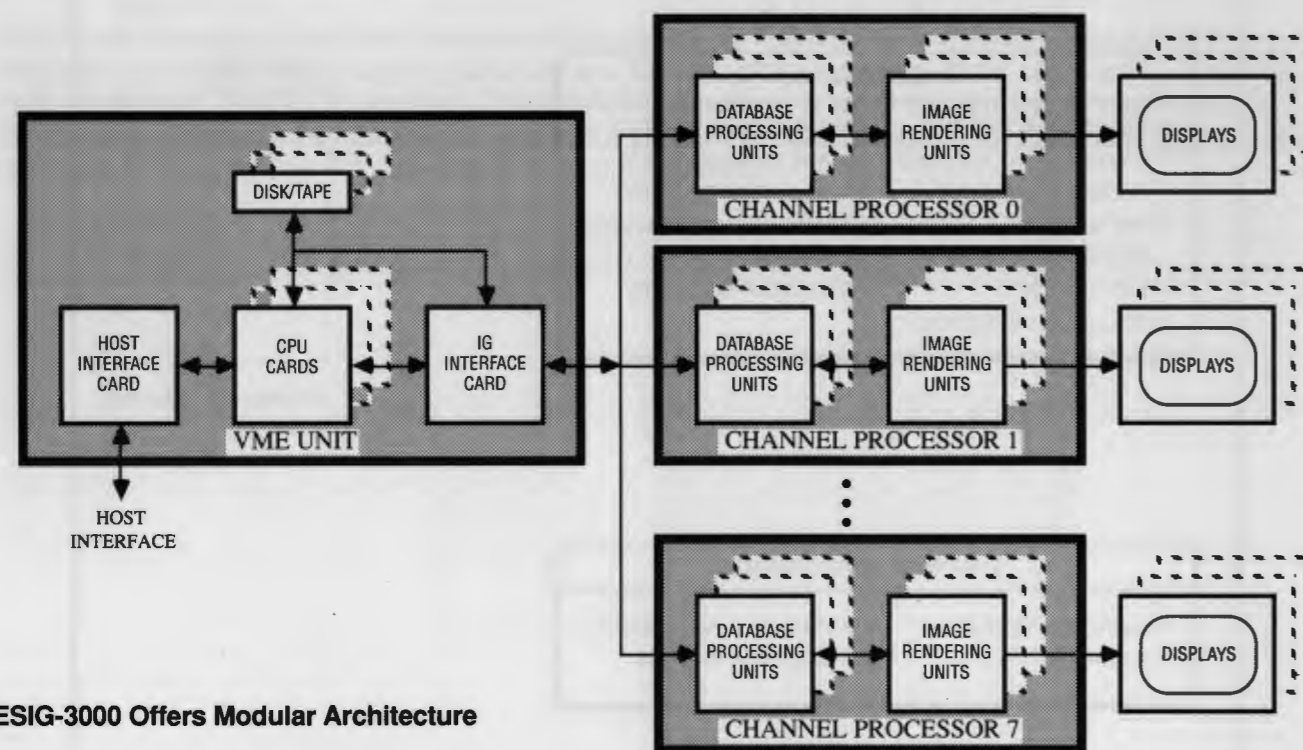 DISK/TAPE
HOST
INTERFACE
CARD
CPU
CARDS
IG
INTERFACE
CARD
VME UNIT
HOST
INTERFACE
DATABASE
PROCESSING
UNITS
IMAGE
RENDERING
UNITS
CHANNEL PROCESSOR 0
DISPLAYS
DATABASE
PROCESSING
UNITS
IMAGE
RENDERING
UNITS
CHANNEL PROCESSOR 1
DISPLAYS
DATABASE
PROCESSING
UNITS
IMAGE
RENDERING
UNITS
CHANNEL PROCESSOR 7
DISPLAYS
ESIG-3000 Offers Modular Architecture